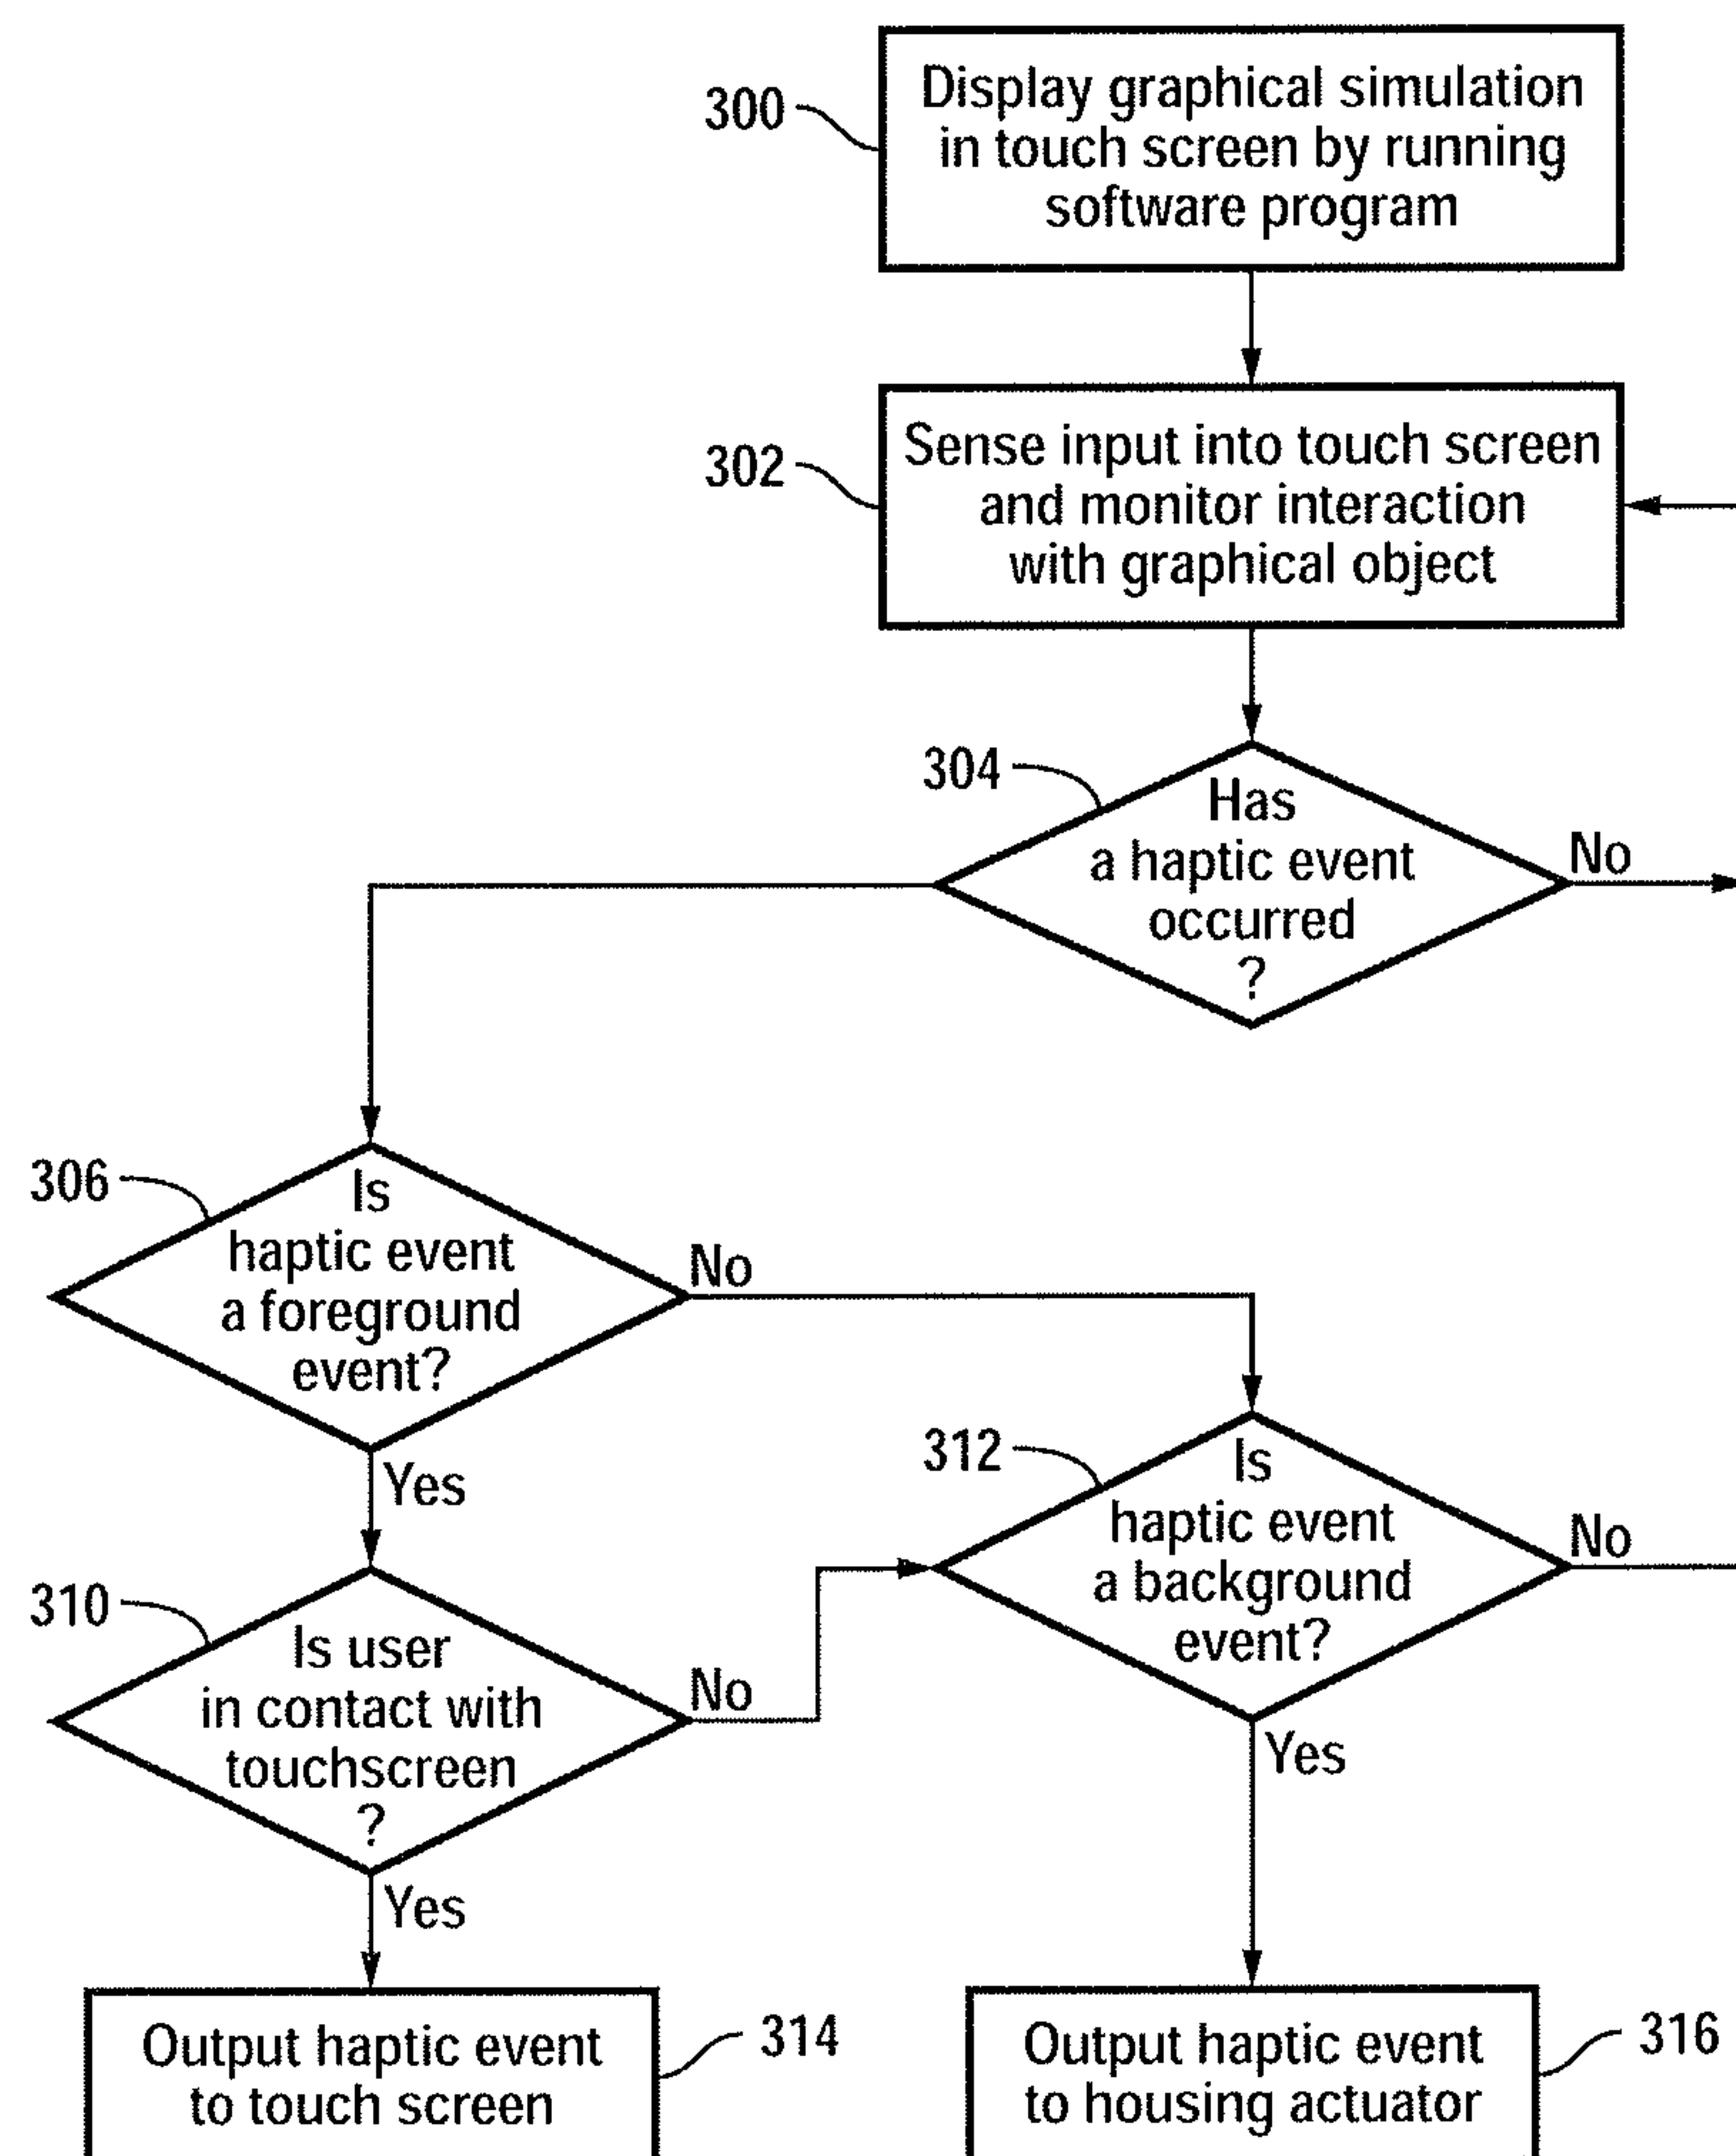 300
Display graphical simulation
in touch screen by running
software program
302
Sense input into touch screen
and monitor interaction
with graphical object
304
Has
a haptic event
occurred
?
No
306
Is
haptic event
a foreground
event?
No
Yes
312
Is
haptic event
a background
event?
No
Yes
310
Is user
in contact with
touchscreen
?
No
Yes
Output haptic event
to touch screen
314
Output haptic event
to housing actuator
316